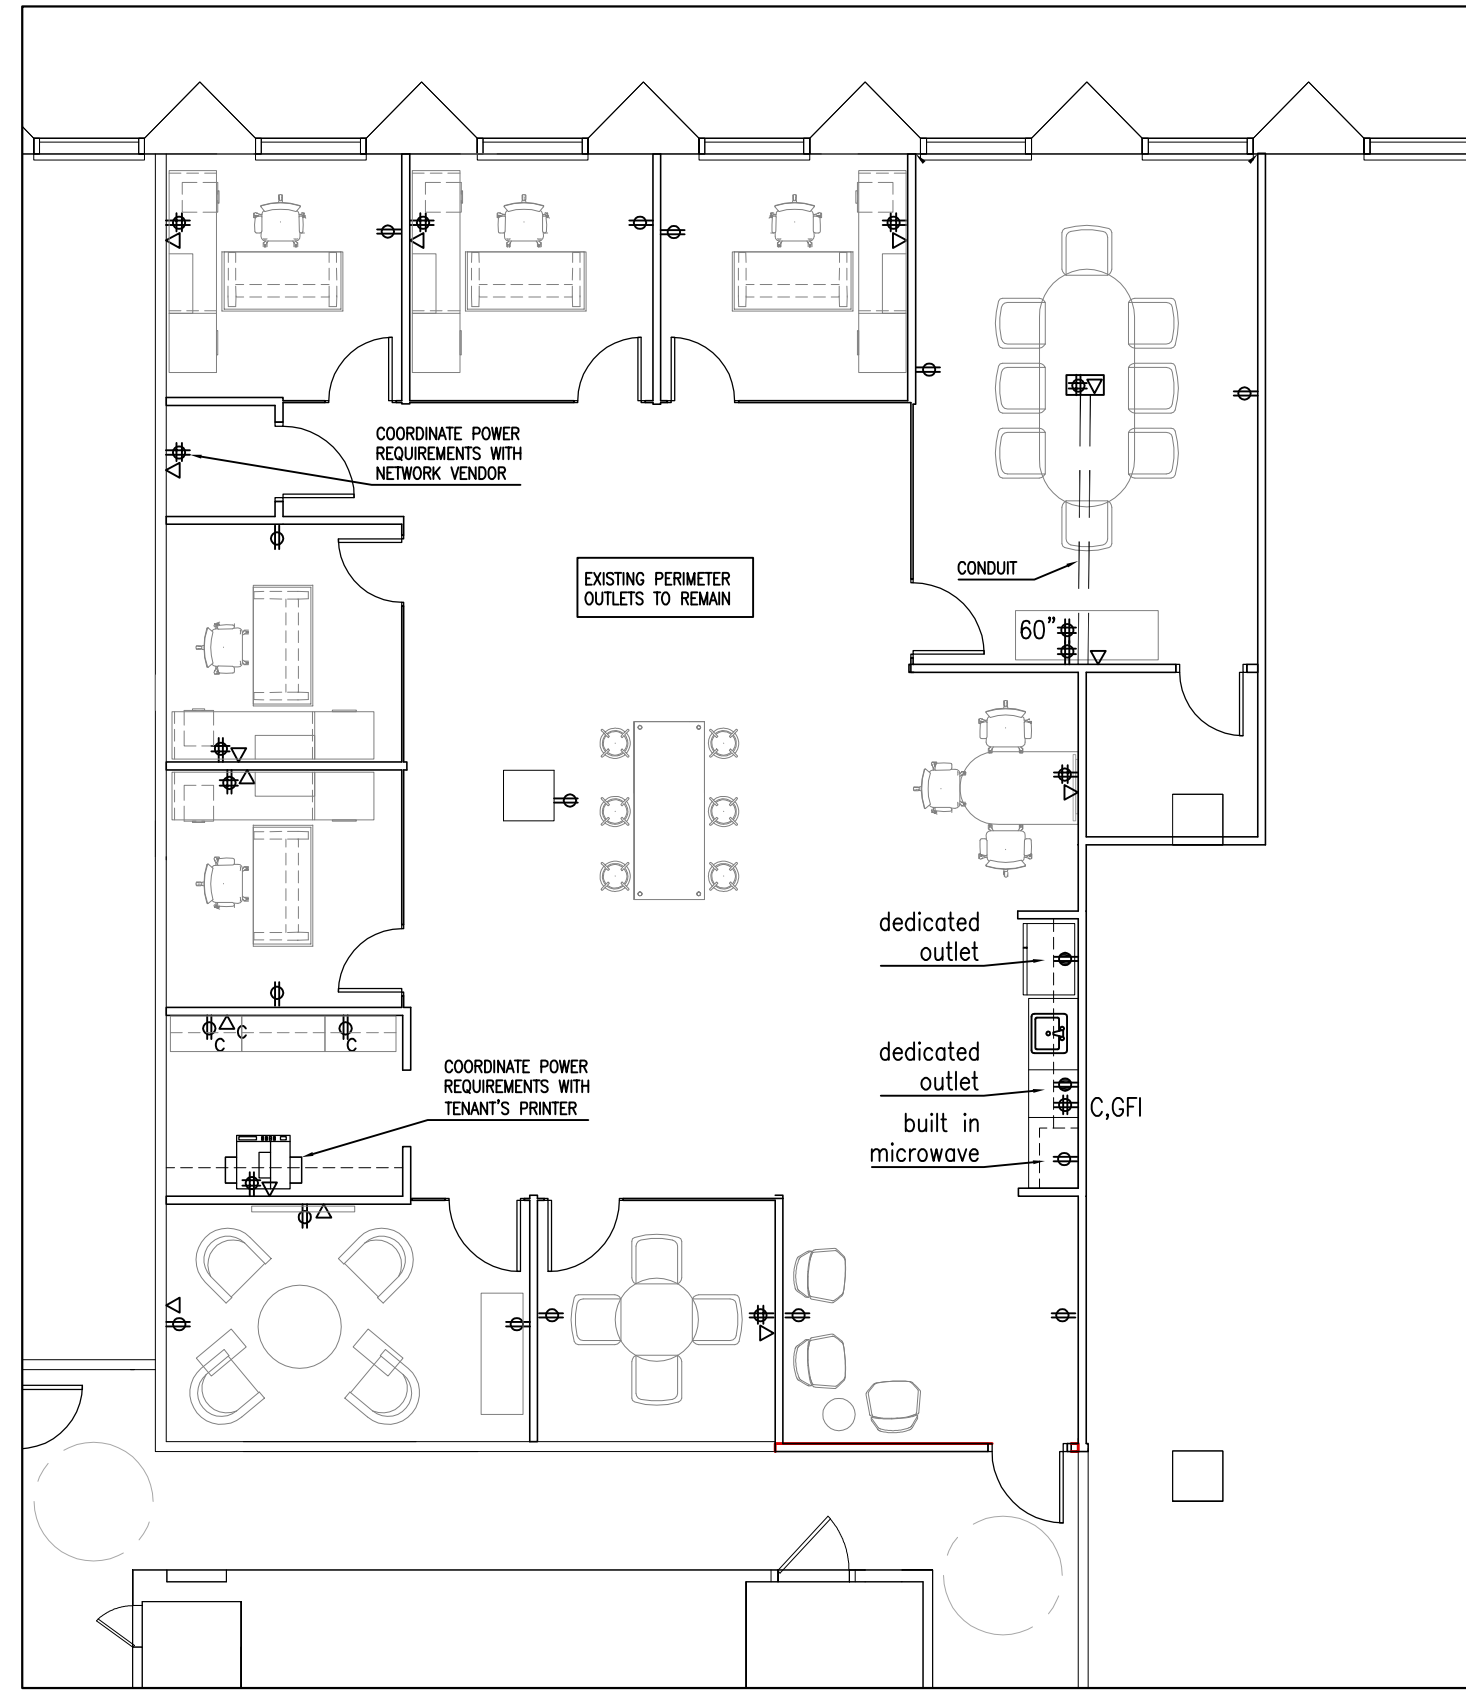 COORDINATE POWER
REQUIREMENTS WITH
NETWORK VENDOR
EXISTING PERIMETER
OUTLETS TO REMAIN
CONDUIT
60"
dedicated
outlet
C
C
C
COORDINATE POWER
REQUIREMENTS WITH
TENANT'S PRINTER
dedicated
outlet
C,GFI
built in
microwave